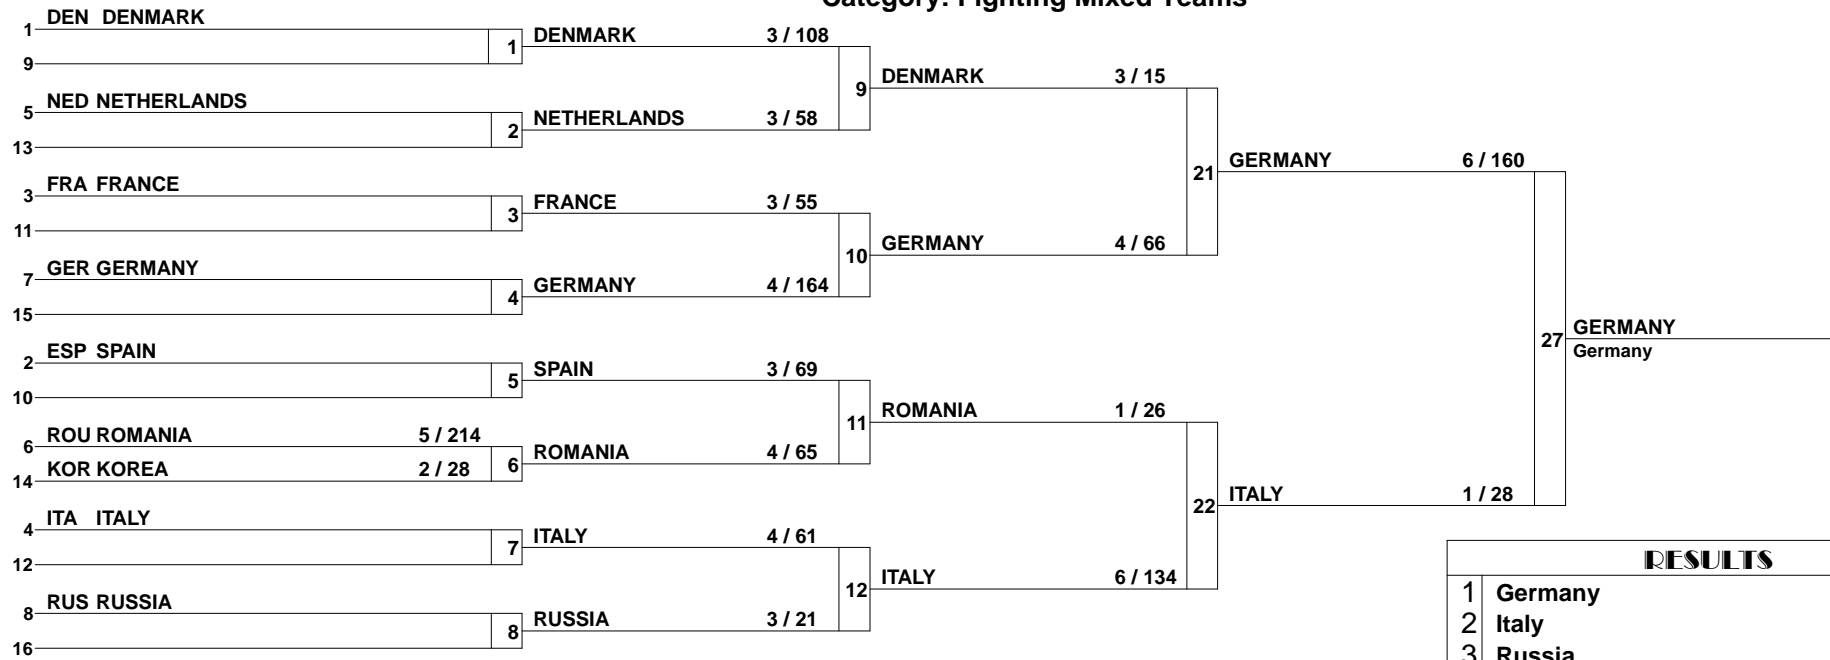 Category: Fighting Mixed Teams
DEN DENMARK
1
1 DENMARK 3 / 108
9
9 DENMARK 3 / 15
NED NETHERLANDS
5
2 NETHERLANDS 3 / 58
13
21 GERMANY 6 / 160
FRA FRANCE
3
3 FRANCE 3 / 55
11
10 GERMANY 4 / 66
GER GERMANY
7
4 GERMANY 4 / 164
15
27 GERMANY
Germany
ESP SPAIN
2
5 SPAIN 3 / 69
10
11 ROMANIA 1 / 26
ROU ROMANIA 5 / 214
6
6 ROMANIA 4 / 65
KOR KOREA 2 / 28
14
22 ITALY 1 / 28
ITA ITALY
4
7 ITALY 4 / 61
12
12 ITALY 6 / 134
RUS RUSSIA
8
8 RUSSIA 3 / 21
16
RESULTS
1 Germany
2 Italy
3 Russia